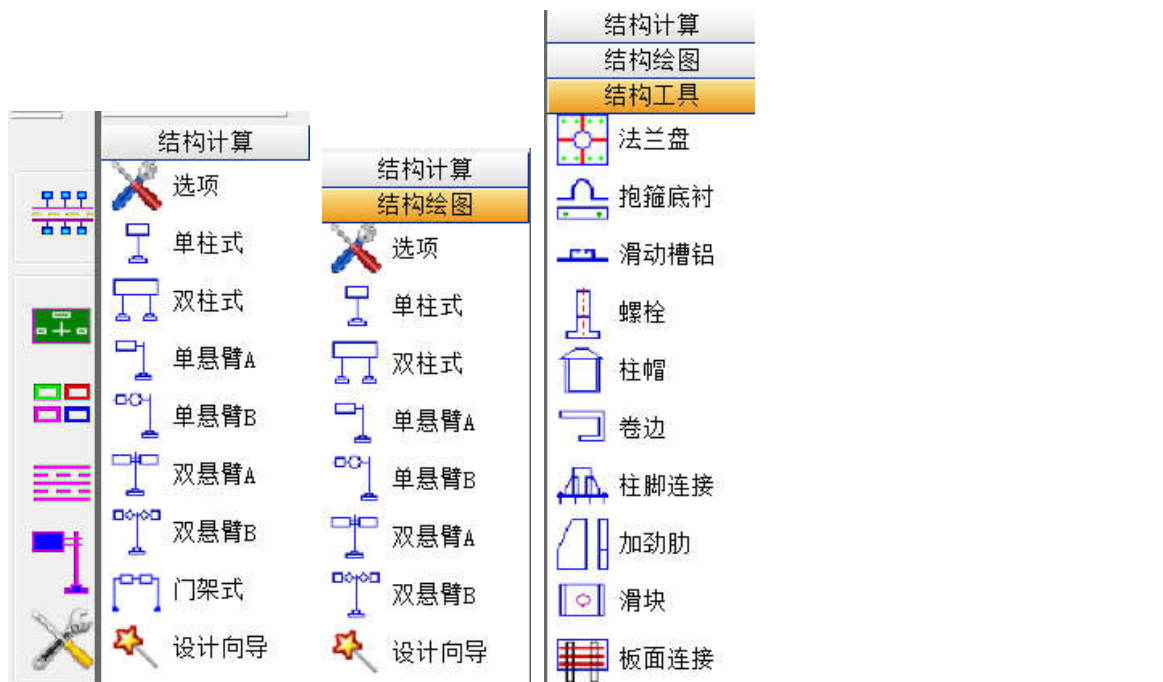 结构计算
选项
单柱式
双柱式
单悬臂A
单悬臂B
双悬臂A
双悬臂B
门架式
设计向导
结构计算
结构绘图
选项
单柱式
双柱式
单悬臂A
单悬臂B
双悬臂A
双悬臂B
设计向导
结构计算
结构绘图
结构工具
法兰盘
抱箍底衬
滑动槽铝
螺栓
柱帽
卷边
柱脚连接
加劲肋
滑块
板面连接